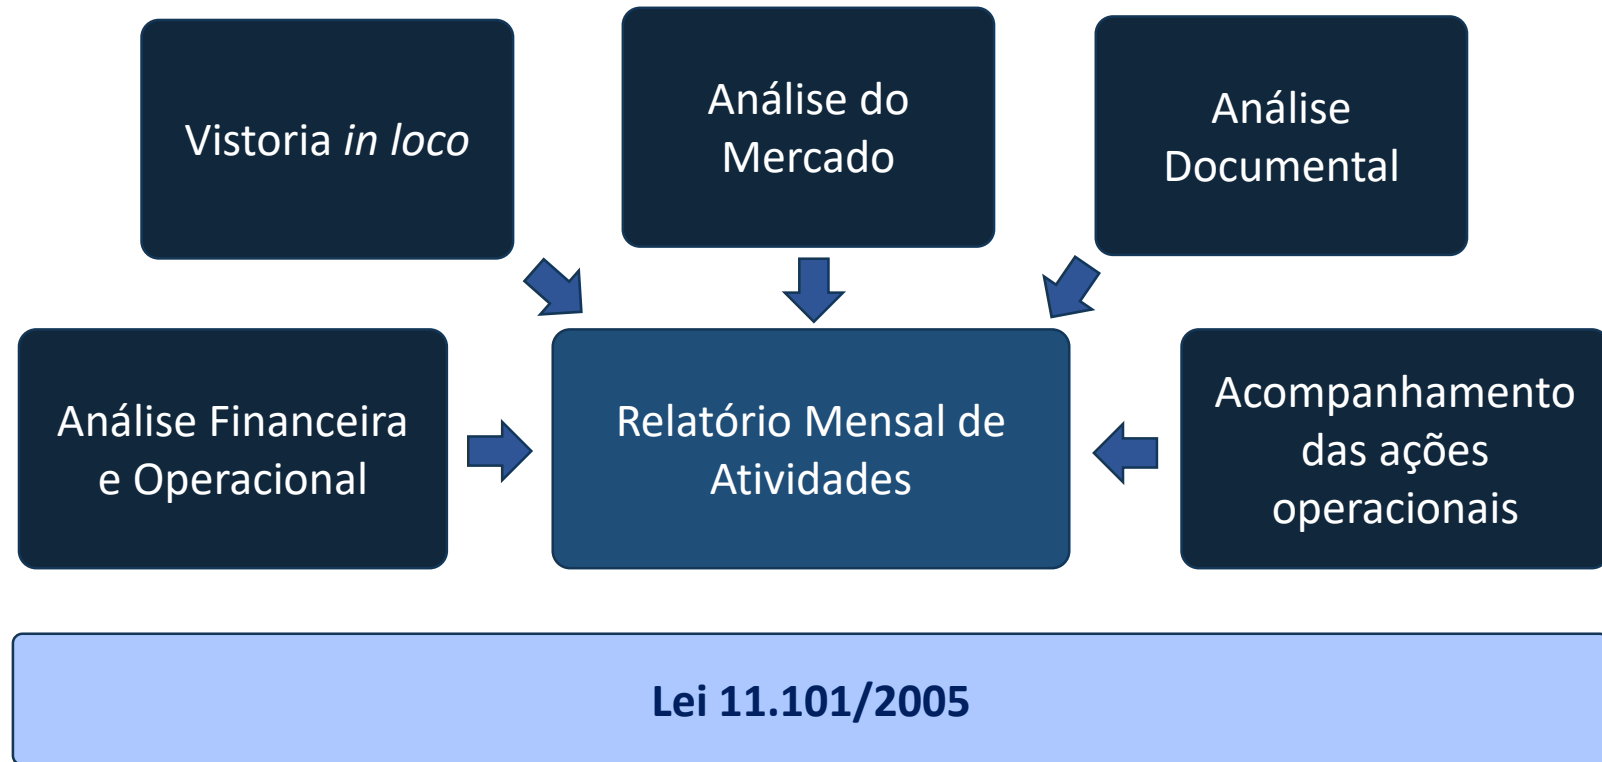 Vistoria in loco
Análise do
Mercado
Análise
Documental
Análise Financeira
e Operacional
Relatório Mensal de
Atividades
Acompanhamento
das ações
operacionais
Lei 11.101/2005